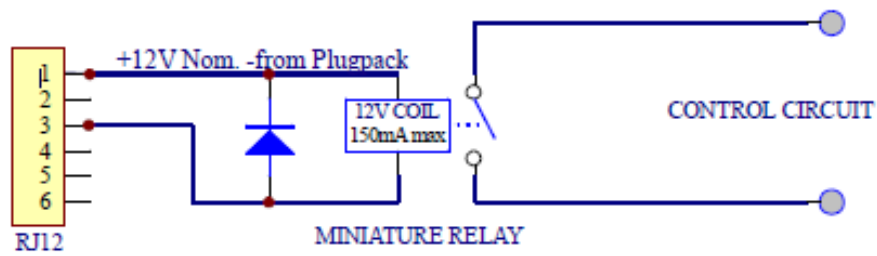 +12V Nom. -from Plugpack
1
2
3
4
5
6
RJ12
12V COIL
150mA max
MINIATURE RELAY
CONTROL CIRCUIT